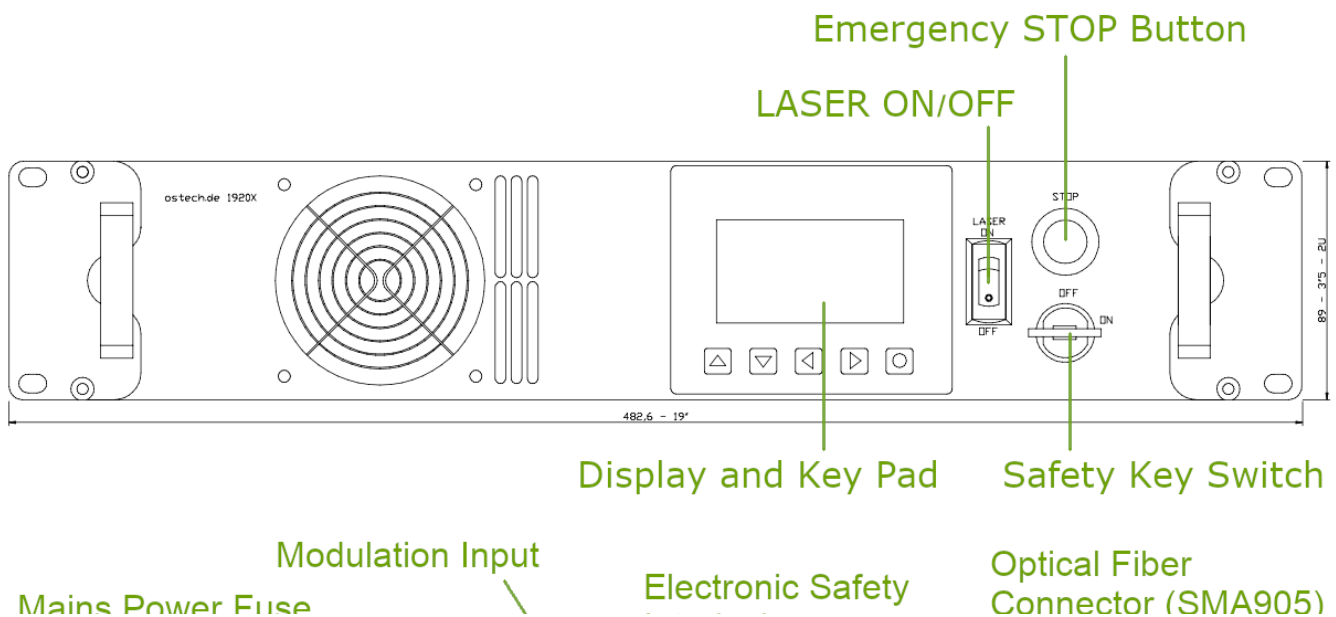 Emergency STOP Button
LASER ON/OFF
ostech.de 1920X
STOP
LASER
ON
OFF
OFF
ON
89 - 3"5 - 2U
482,6 - 19"
Display and Key Pad
Safety Key Switch
Modulation Input
Electronic Safety
Optical Fiber
Mains Power Fuse
Connector (SMA905)